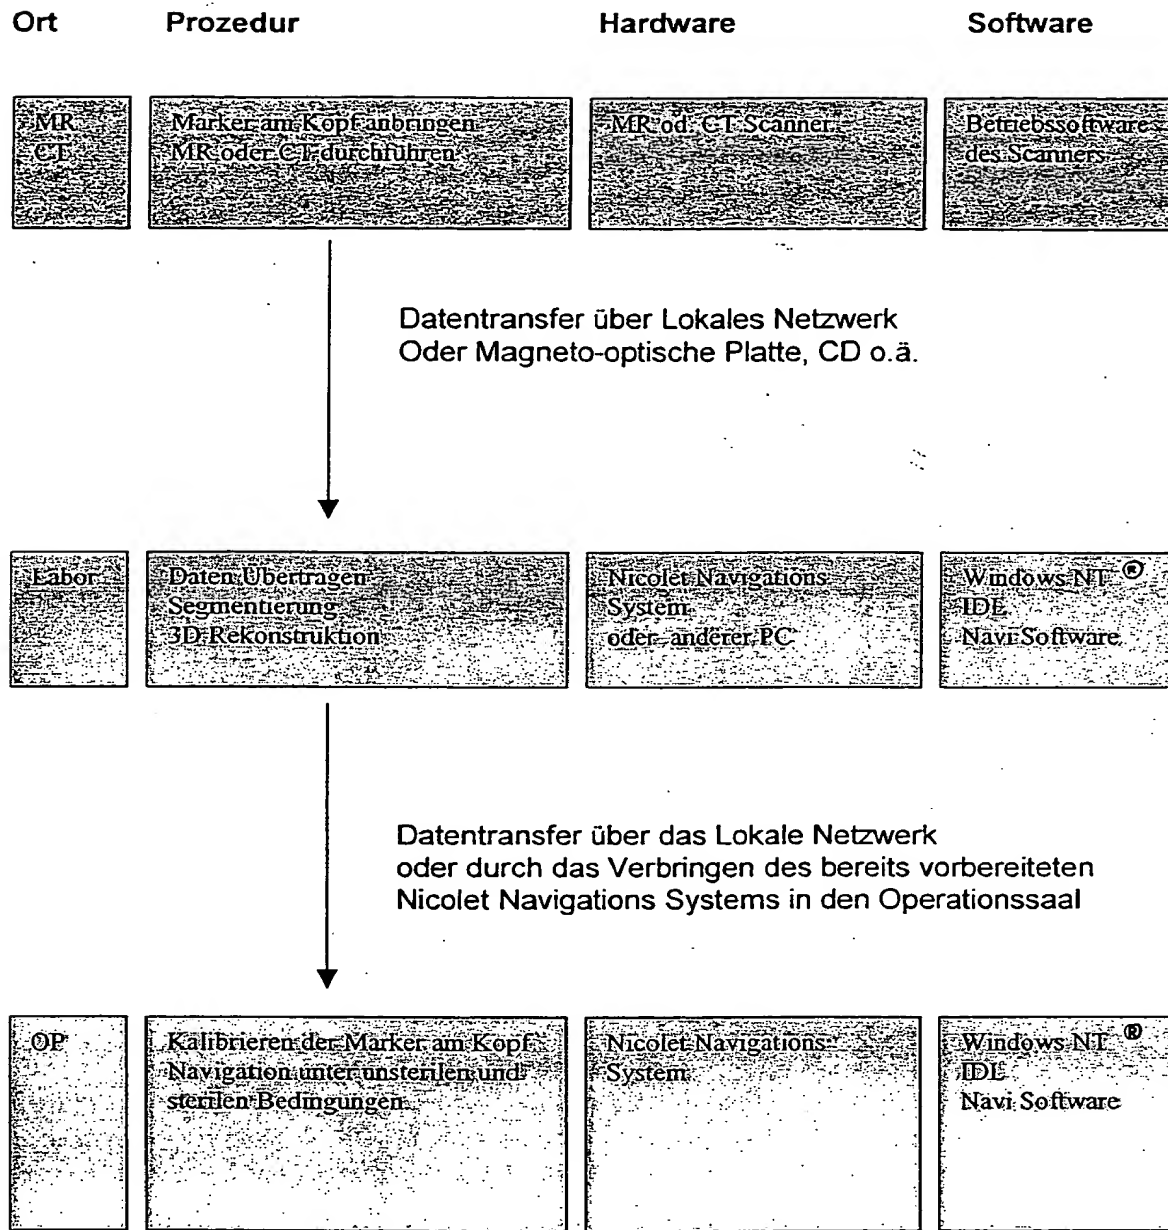 Ort Prozedur Hardware Software
MR
CT
Marker am Kopf anbringen
MR oder CT durchführen
MR od. CT Scanner
Betriebssoftware
des Scanners
Datentransfer über Lokales Netzwerk
Oder Magneto-optische Platte, CD o.ä.
Labor
Daten Übertragen
Segmentierung
3D Rekonstruktion
Nicolet Navigations
System
oder anderer PC
Windows NT ®
IDL
Navi Software
Datentransfer über das Lokale Netzwerk
oder durch das Verbringen des bereits vorbereiteten
Nicolet Navigations Systems in den Operationssaal
OP
Kalibrieren der Marker am Kopf
Navigation unter unsterilen und
sterilen Bedingungen
Nicolet Navigations
System
Windows NT ®
IDL
Navi Software